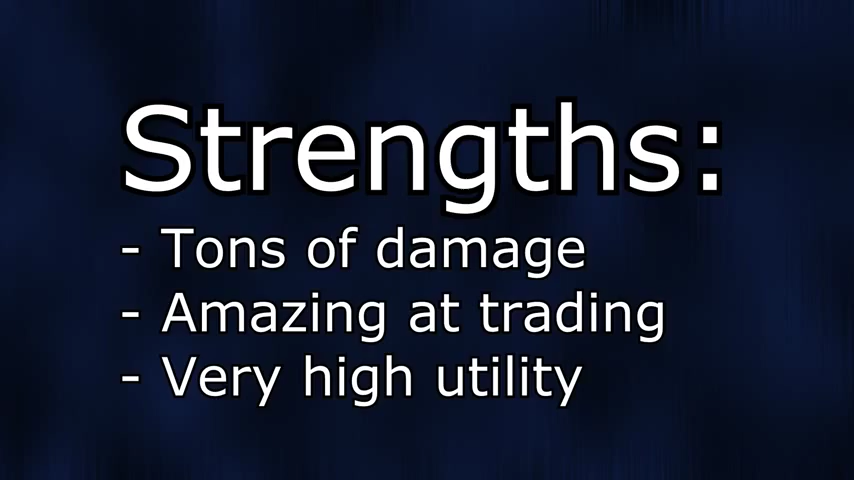 Strengths:
- Tons of damage
- Amazing at trading
- Very high utility